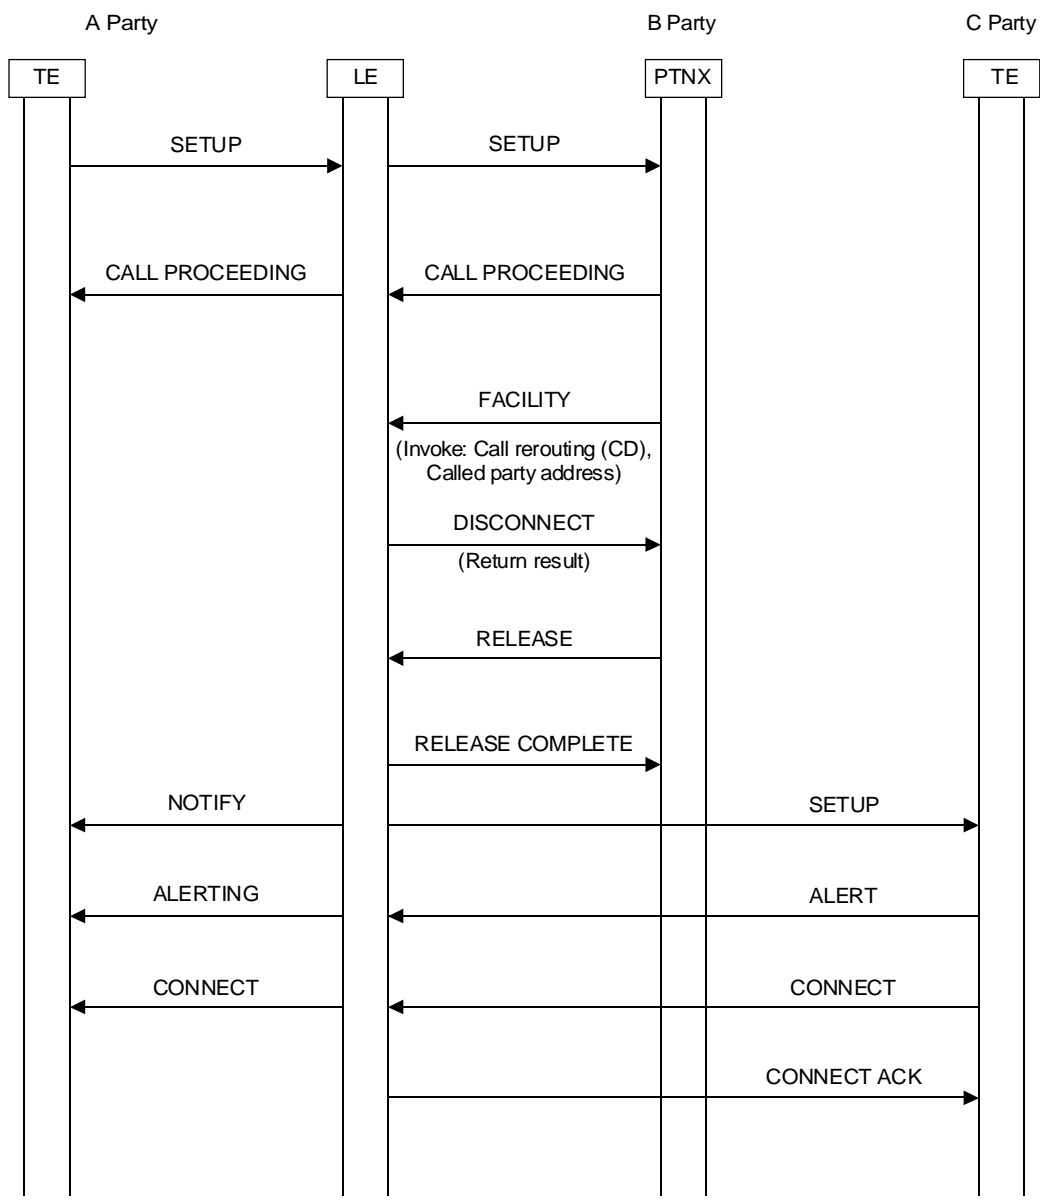 A Party
B Party
C Party
TE
LE
PTNX
TE
SETUP
SETUP
CALL PROCEEDING
CALL PROCEEDING
FACILITY
(Invoke: Call rerouting (CD),
Called party address)
DISCONNECT
(Return result)
RELEASE
RELEASE COMPLETE
NOTIFY
SETUP
ALERTING
ALERT
CONNECT
CONNECT
CONNECT ACK